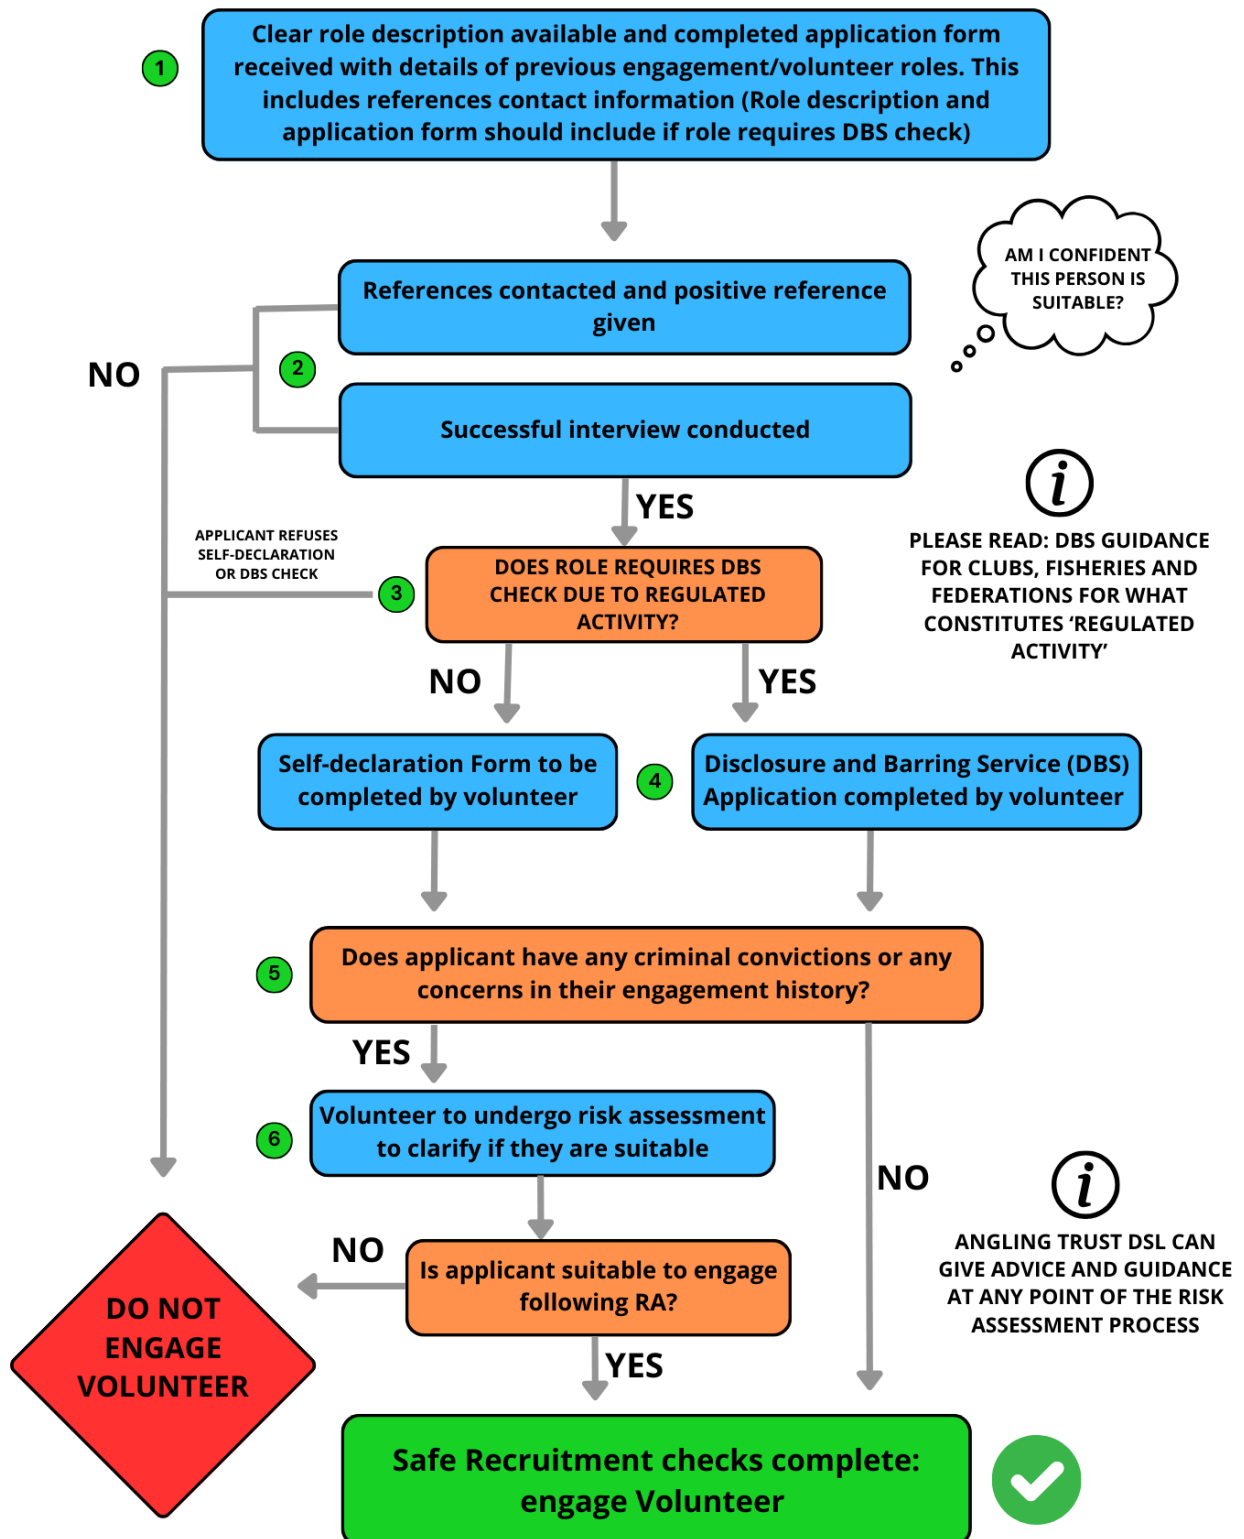 Clear role description available and completed application form
1
received with details of previous engagement/volunteer roles. This
includes references contact information (Role description and
application form should include if role requires DBS check)
AM I CONFIDENT
THIS PERSON IS
SUITABLE?
References contacted and positive reference
given
NO
2
Successful interview conducted
YES
APPLICANT REFUSES
SELF-DECLARATION
OR DBS CHECK
3
DOES ROLE REQUIRES DBS
CHECK DUE TO REGULATED
ACTIVITY?
PLEASE READ: DBS GUIDANCE
FOR CLUBS, FISHERIES AND
FEDERATIONS FOR WHAT
CONSTITUTES ‘REGULATED
ACTIVITY’
NO
YES
Self-declaration Form to be
completed by volunteer
4
Disclosure and Barring Service (DBS)
Application completed by volunteer
5
Does applicant have any criminal convictions or any
concerns in their engagement history?
YES
6
Volunteer to undergo risk assessment
to clarify if they are suitable
NO
NO
Is applicant suitable to engage
following RA?
ANGLING TRUST DSL CAN
GIVE ADVICE AND GUIDANCE
AT ANY POINT OF THE RISK
ASSESSMENT PROCESS
DO NOT
ENGAGE
VOLUNTEER
YES
Safe Recruitment checks complete:
engage Volunteer